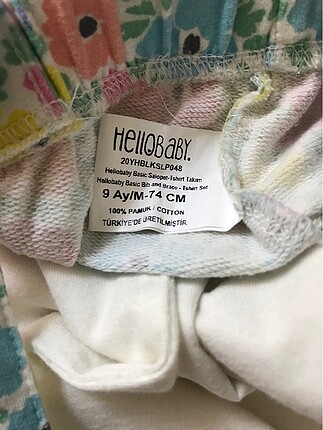 HELLOBABY.
20YHBLKSLP048
Hellobaby Basic Salopet-Tshirt Takım
Hellobaby Basic Bib and Brace - Tshirt Set
9 Ay/M-74 CM
100% PAMUK / COTTON
TÜRKİYE'DE ÜRETİLMİŞTİR